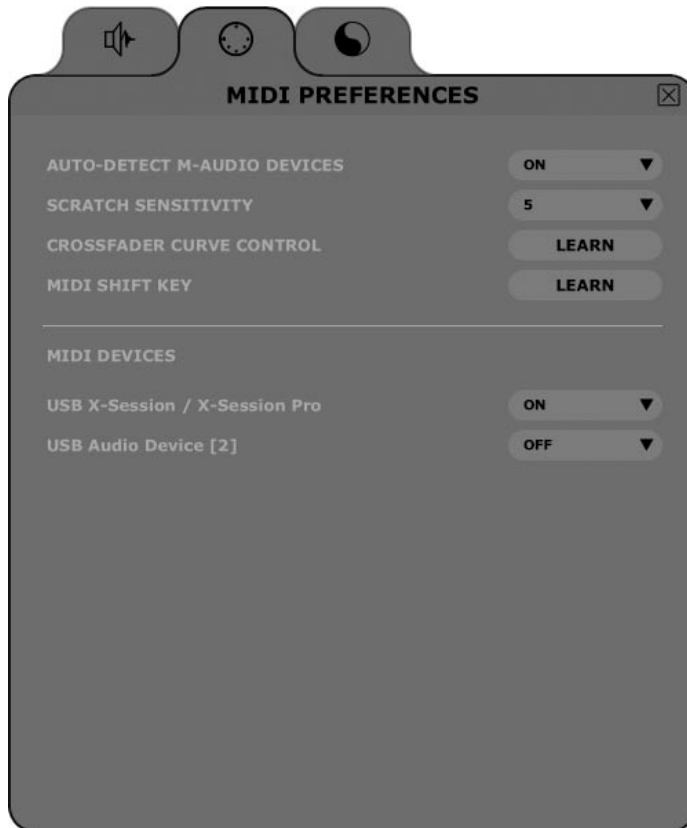 MIDI PREFERENCES
AUTO-DETECT M-AUDIO DEVICES ON
SCRATCH SENSITIVITY 5
CROSSFADER CURVE CONTROL LEARN
MIDI SHIFT KEY LEARN
MIDI DEVICES
USB X-Session / X-Session Pro ON
USB Audio Device [2] OFF